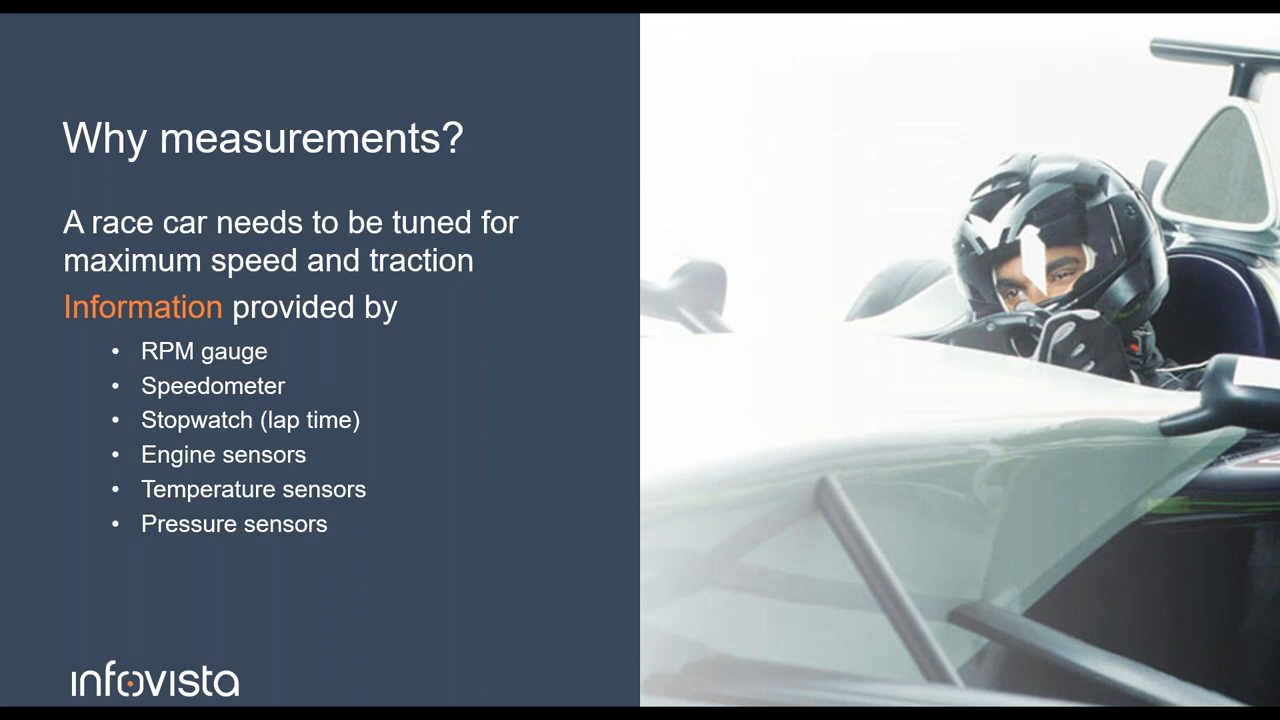 Why measurements?
A race car needs to be tuned for
maximum speed and traction
Information provided by
• RPM gauge
• Speedometer
• Stopwatch (lap time)
• Engine sensors
• Temperature sensors
• Pressure sensors
infovista